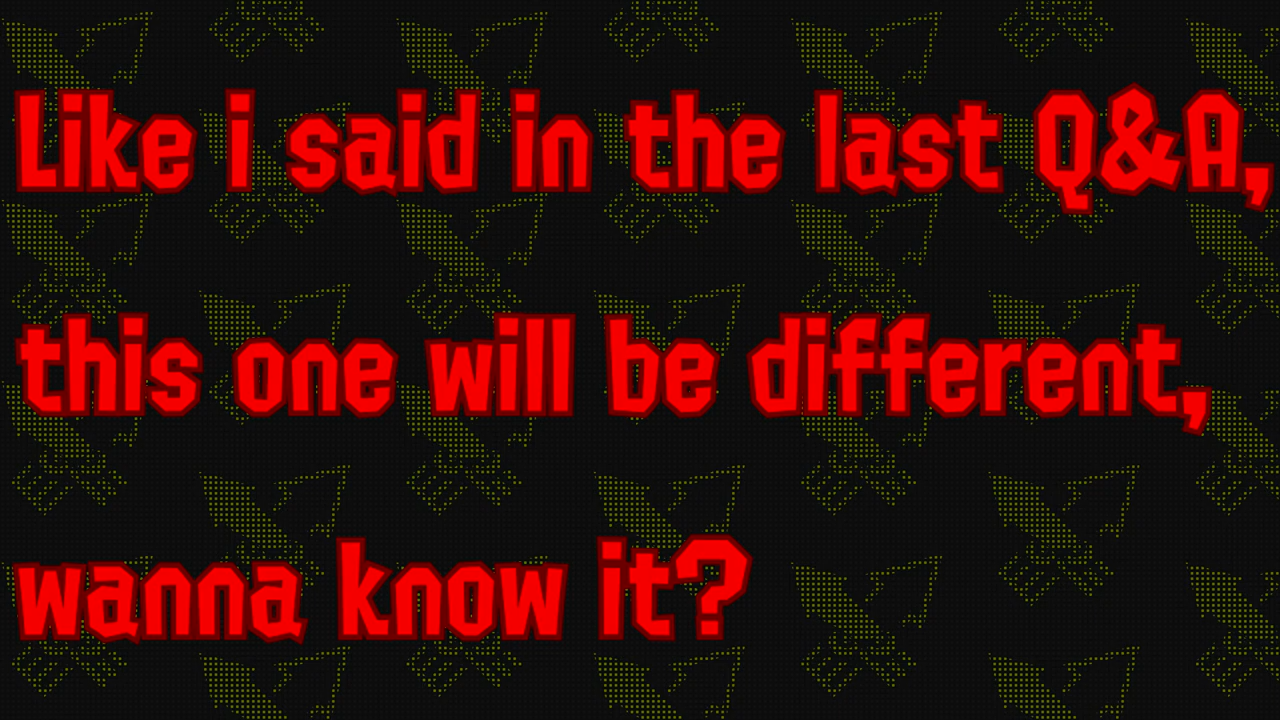 Like i said in the last Q&A,
this one will be different,
wanna know it?